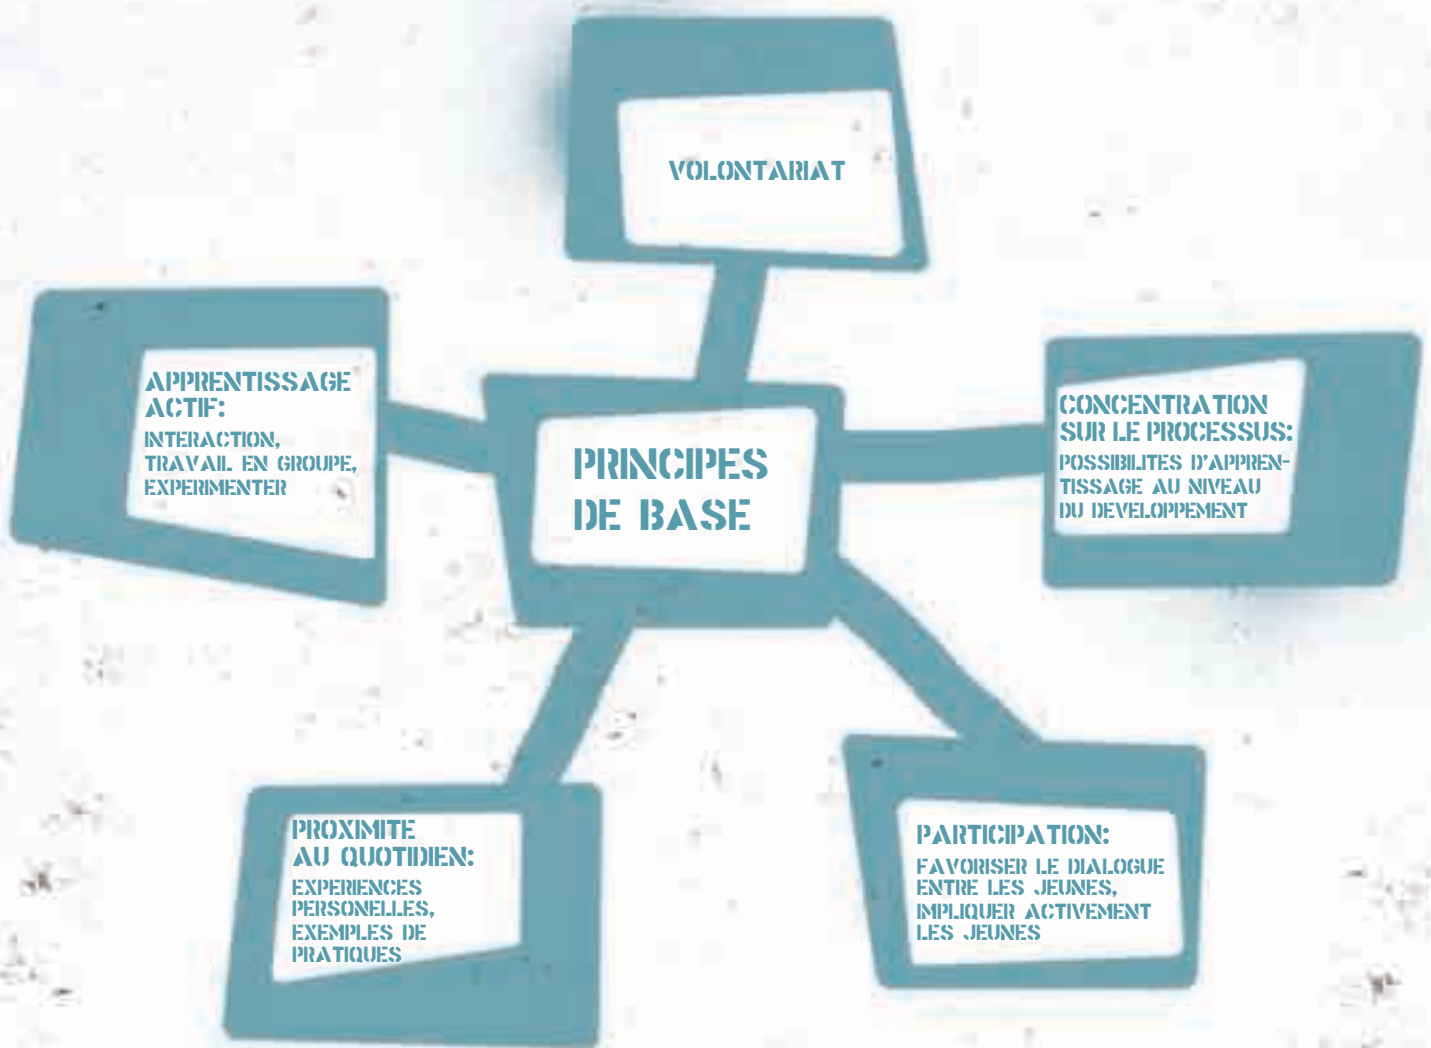 VOLONTARIAT
APPRENTISSAGE
ACTIF:
INTERACTION,
TRAVAIL EN GROUPE,
EXPERIMENTER
PRINCIPES
DE BASE
CONCENTRATION
SUR LE PROCESSUS:
POSSIBILITES D'APPREN-
TISSAGE AU NIVEAU
DU DEVELOPPEMENT
PROXIMITE
AU QUOTIDIEN:
EXPERIENCES
PERSONELLES,
EXEMPLES DE
PRATIQUES
PARTICIPATION:
FAVORISER LE DIALOGUE
ENTRE LES JEUNES,
IMPLIQUER ACTIVEMENT
LES JEUNES